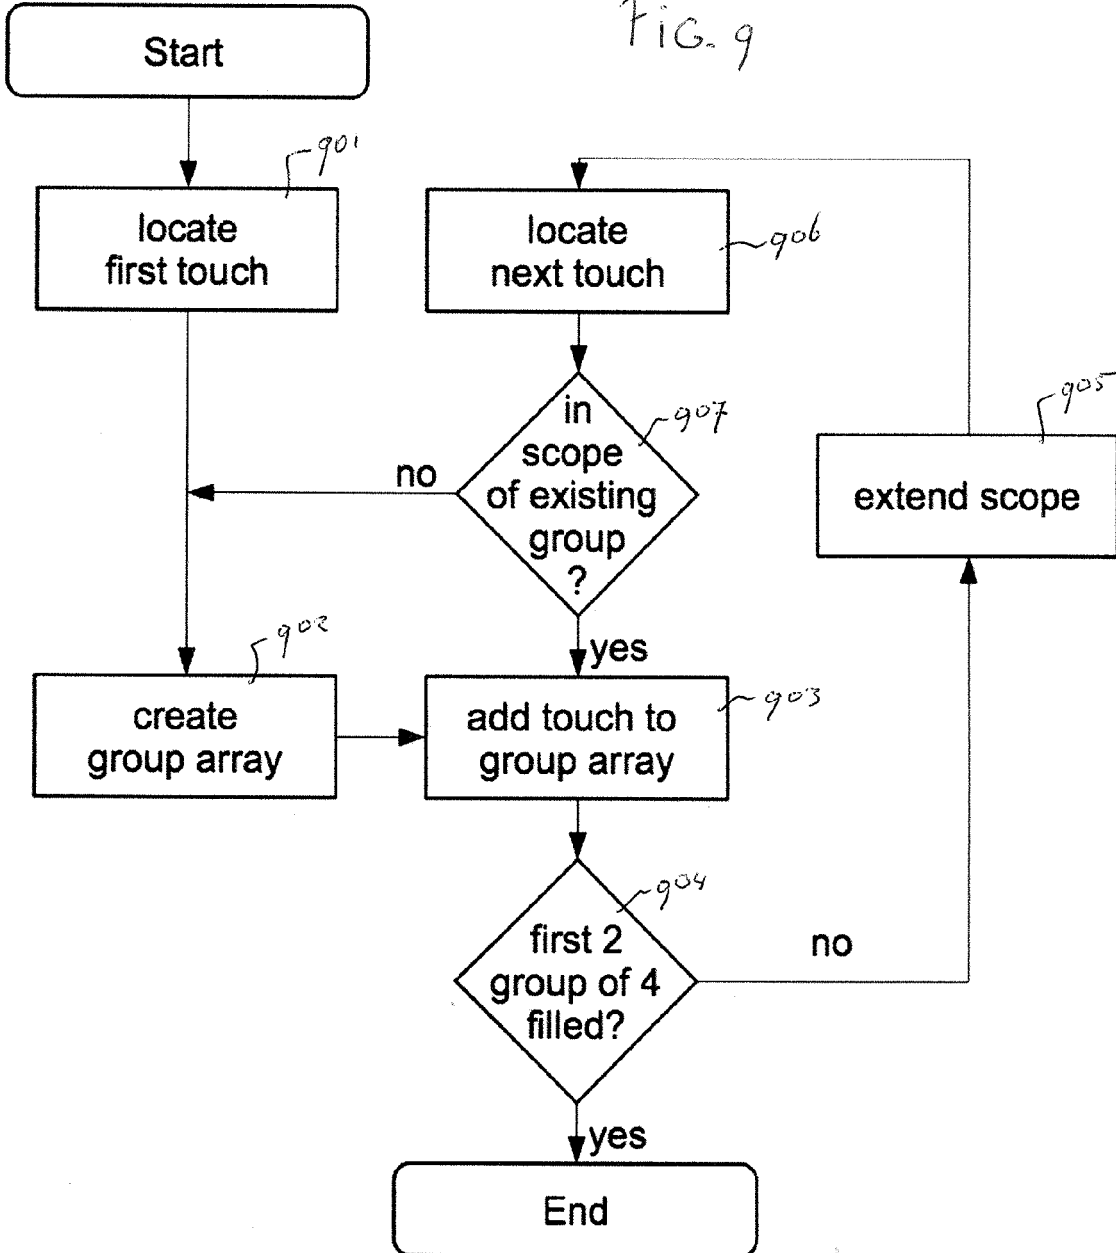 FIG. 9
Start
901
locate
first touch
locate
next touch
906
in
scope
of existing
group
?
907
no
905
extend scope
yes
902
create
group array
add touch to
group array
903
904
first 2
group of 4
filled?
no
yes
End